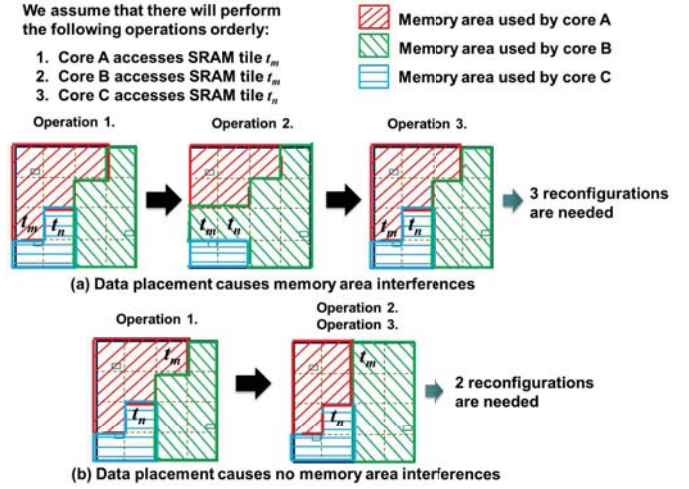 We assume that there will perform
the following operations orderly:
1. Core A accesses SRAM tile tm
2. Core B accesses SRAM tile tm
3. Core C accesses SRAM tile tn
Memory area used by core A
Memory area used by core B
Memory area used by core C
Operation 1.
Operation 2.
Operation 3.
tm tn
tm tn
tm tn
3 reconfigurations
are needed
(a) Data placement causes memory area interferences
Operation 1.
Operation 2.
Operation 3.
tm
tn
tm
tn
2 reconfigurations
are needed
(b) Data placement causes no memory area interferences